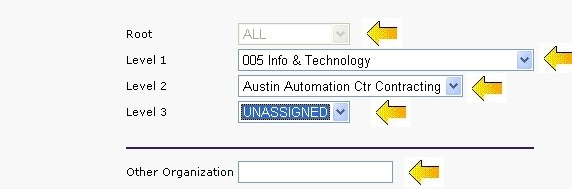 Root ALL
Level 1 005 Info & Technology
Level 2 Austin Automation Ctr Contracting
Level 3 UNASSIGNED
Other Organization